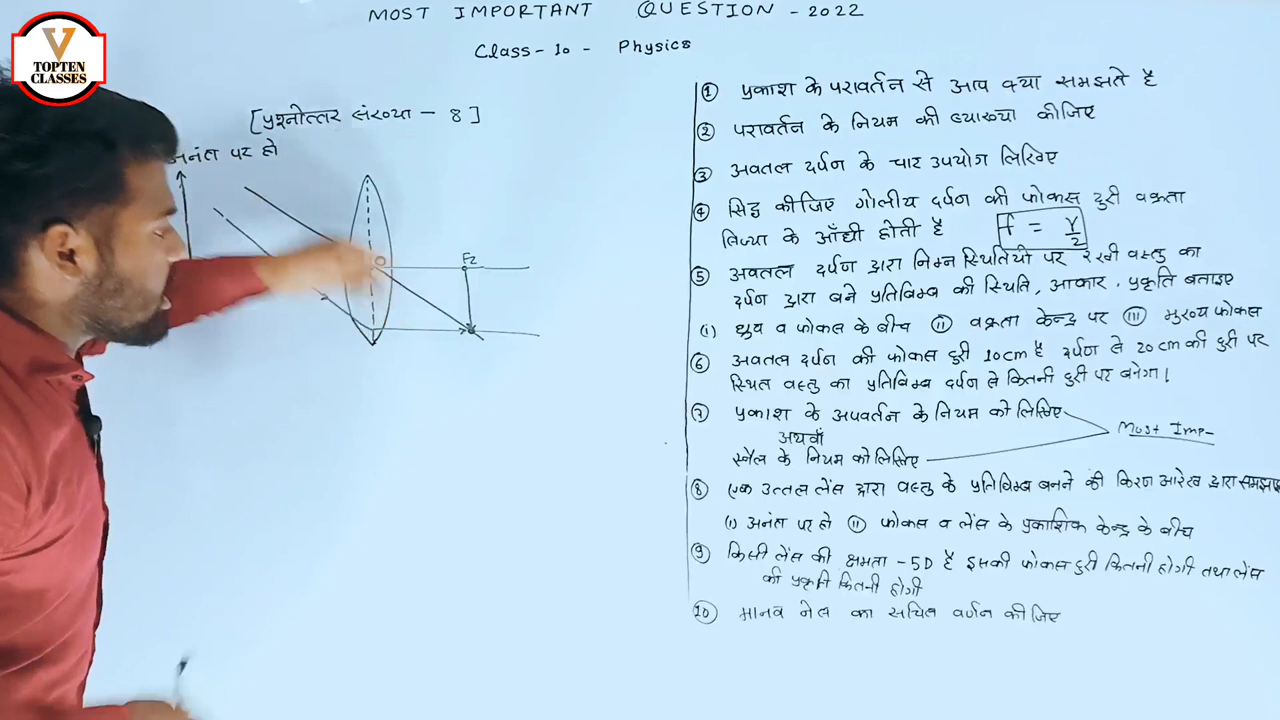 MOST IMPORTANT QUESTION - 2022
Class - 10 - Physics
V
TOPTEN
CLASSES
[प्रश्नोत्तर संख्या - 8]
अनंत पर हो
O
F2
① प्रकाश के परावर्तन से आप क्या समझते है
② परावर्तन के नियम की व्याख्या कीजिए
③ अवतल दर्पण के चार उपयोग लिखिए
④ सिद्ध कीजिए गोलीय दर्पन की फोकस दुरी वक्रता
त्रिज्या के आँधी होती है f = r/2
⑤ अवतल दर्पण द्वारा निम्न स्थितियो पर रखी वस्तु का
दर्पण द्वारा बने प्रतिबिम्ब की स्थिति, आकार, प्रकृति बताइए
(i) ध्रुव व फोकस के बीच ⅱ वक्रता केन्द्र पर ⅲ मुख्य फोकस
⑥ अवतल दर्पन की फोकस दुरी 10cm है दर्पण से 20 cm की दुरी पर
स्थित वस्तु का प्रतिबिम्ब दर्पन से कितनी दुरी पर बनेगा।
⑦ प्रकाश के अपवर्तन के नियम को लिखिए
अथवाँ
Most Imp-
स्नैल के नियम को लिखिए
⑧ एक उत्तल लेंस द्वारा वस्तु के प्रतिबिम्ब बनने की किरण आरेख द्वारा
(i) अनंत पर हो ⅱ फोकस व लेंस के प्रकाशिक केन्द्र के बीच
⑨ किसी लेंस की क्षमता -5D है इसकी फोकस दुरी कितनी होगी तथा लेंस
की प्रकृति कितनी होगी
⑩ मानव नेत्र का सचित्र वर्णन कीजिए